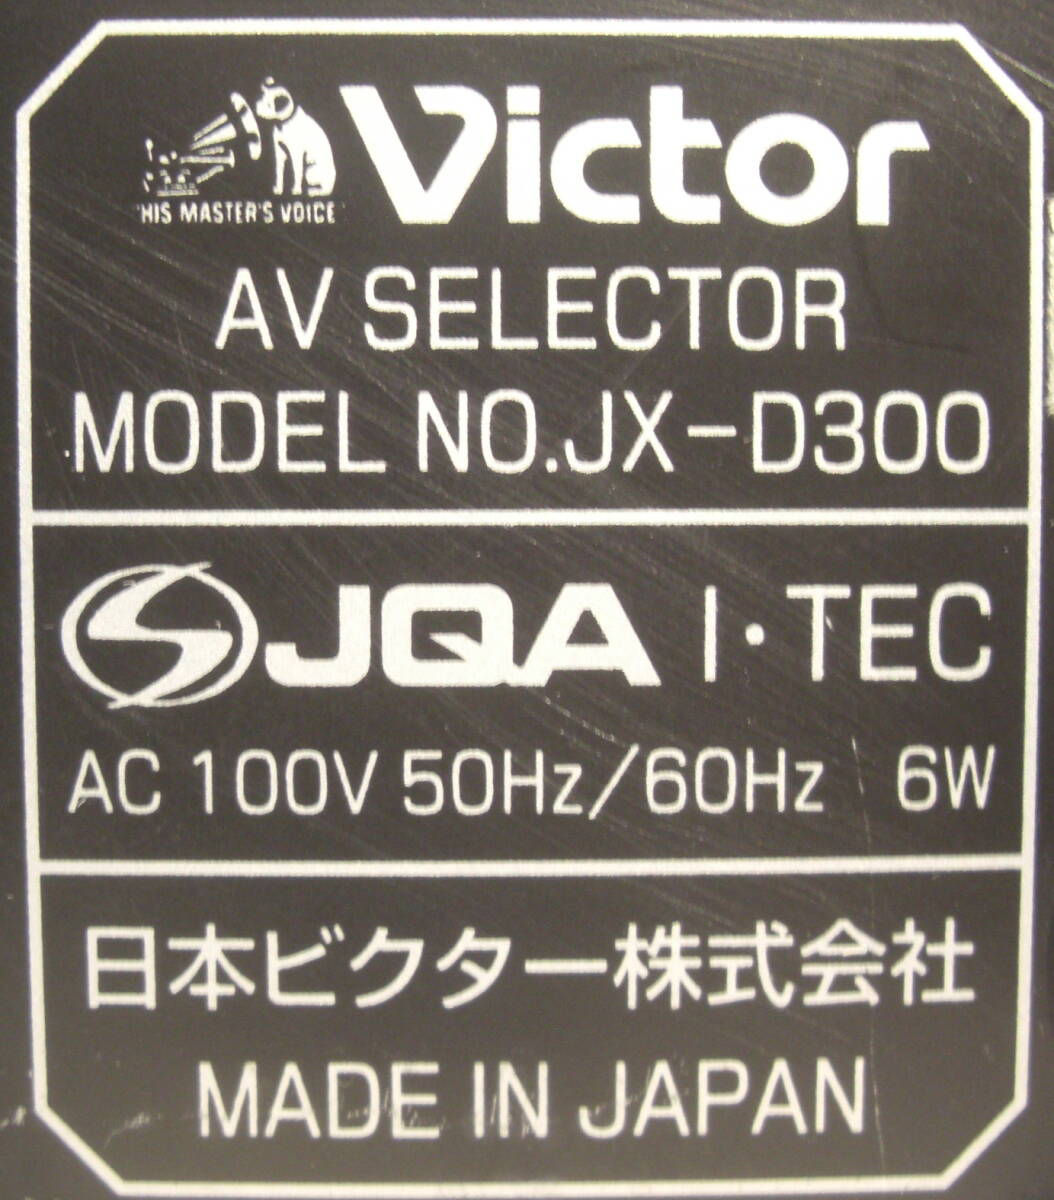 HIS MASTER'S VOICE
Victor
AV SELECTOR
MODEL NO.JX-D300
JQA I・TEC
AC 100V 50Hz/60Hz 6W
日本ビクター株式会社
MADE IN JAPAN